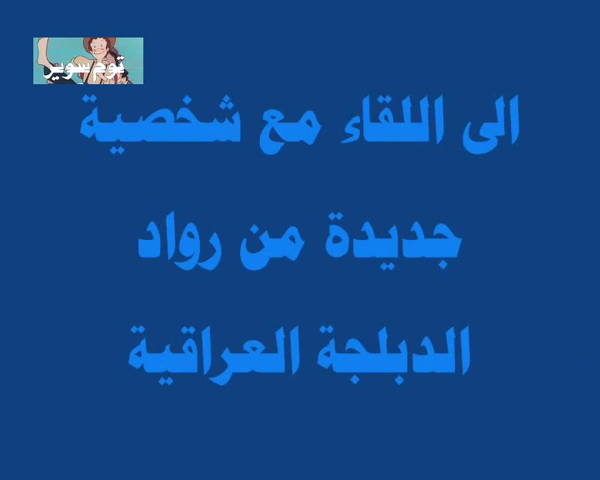 توم سوير
الى اللقاء مع شخصية
جديدة من رواد
الدبلجة العراقية